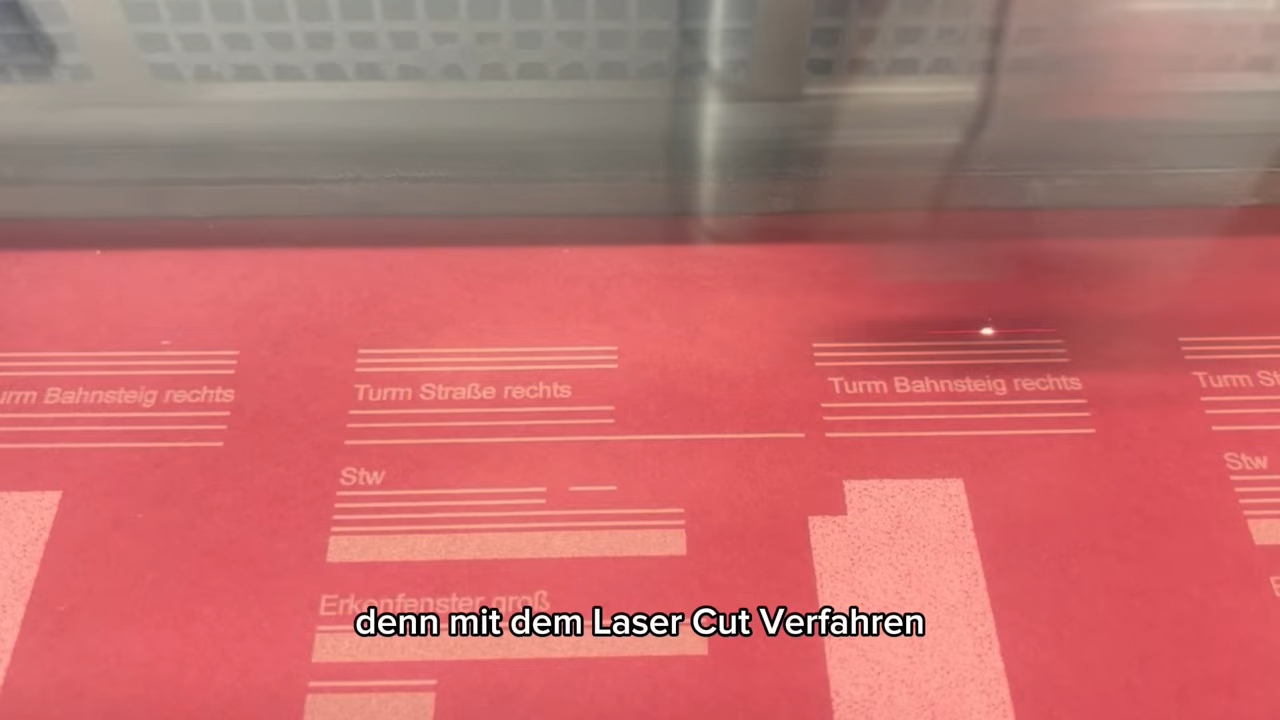 urm Bahnsteig rechts
Turm Straße rechts
Turm Bahnsteig rechts
Turm St
Stw
Stw
Erkenfenster groß
denn mit dem Laser Cut Verfahren